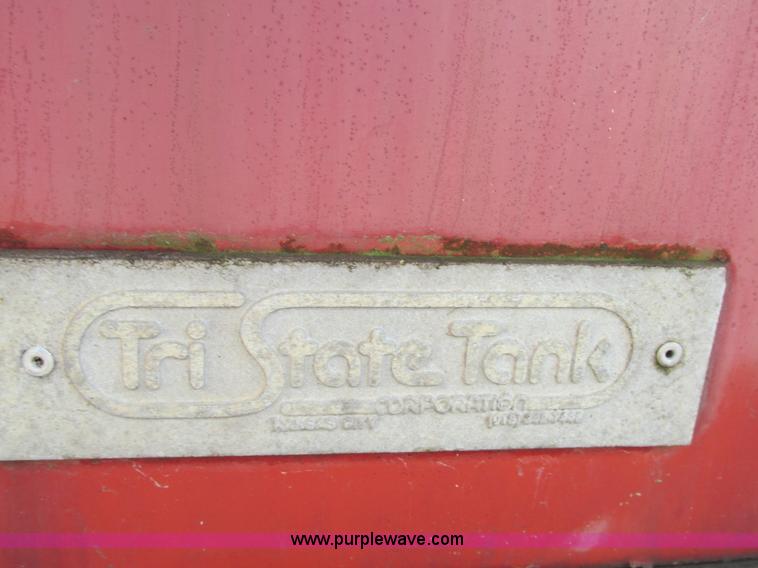 Tri State Tank
CORPORATION
KANSAS CITY
www.purplewave.com